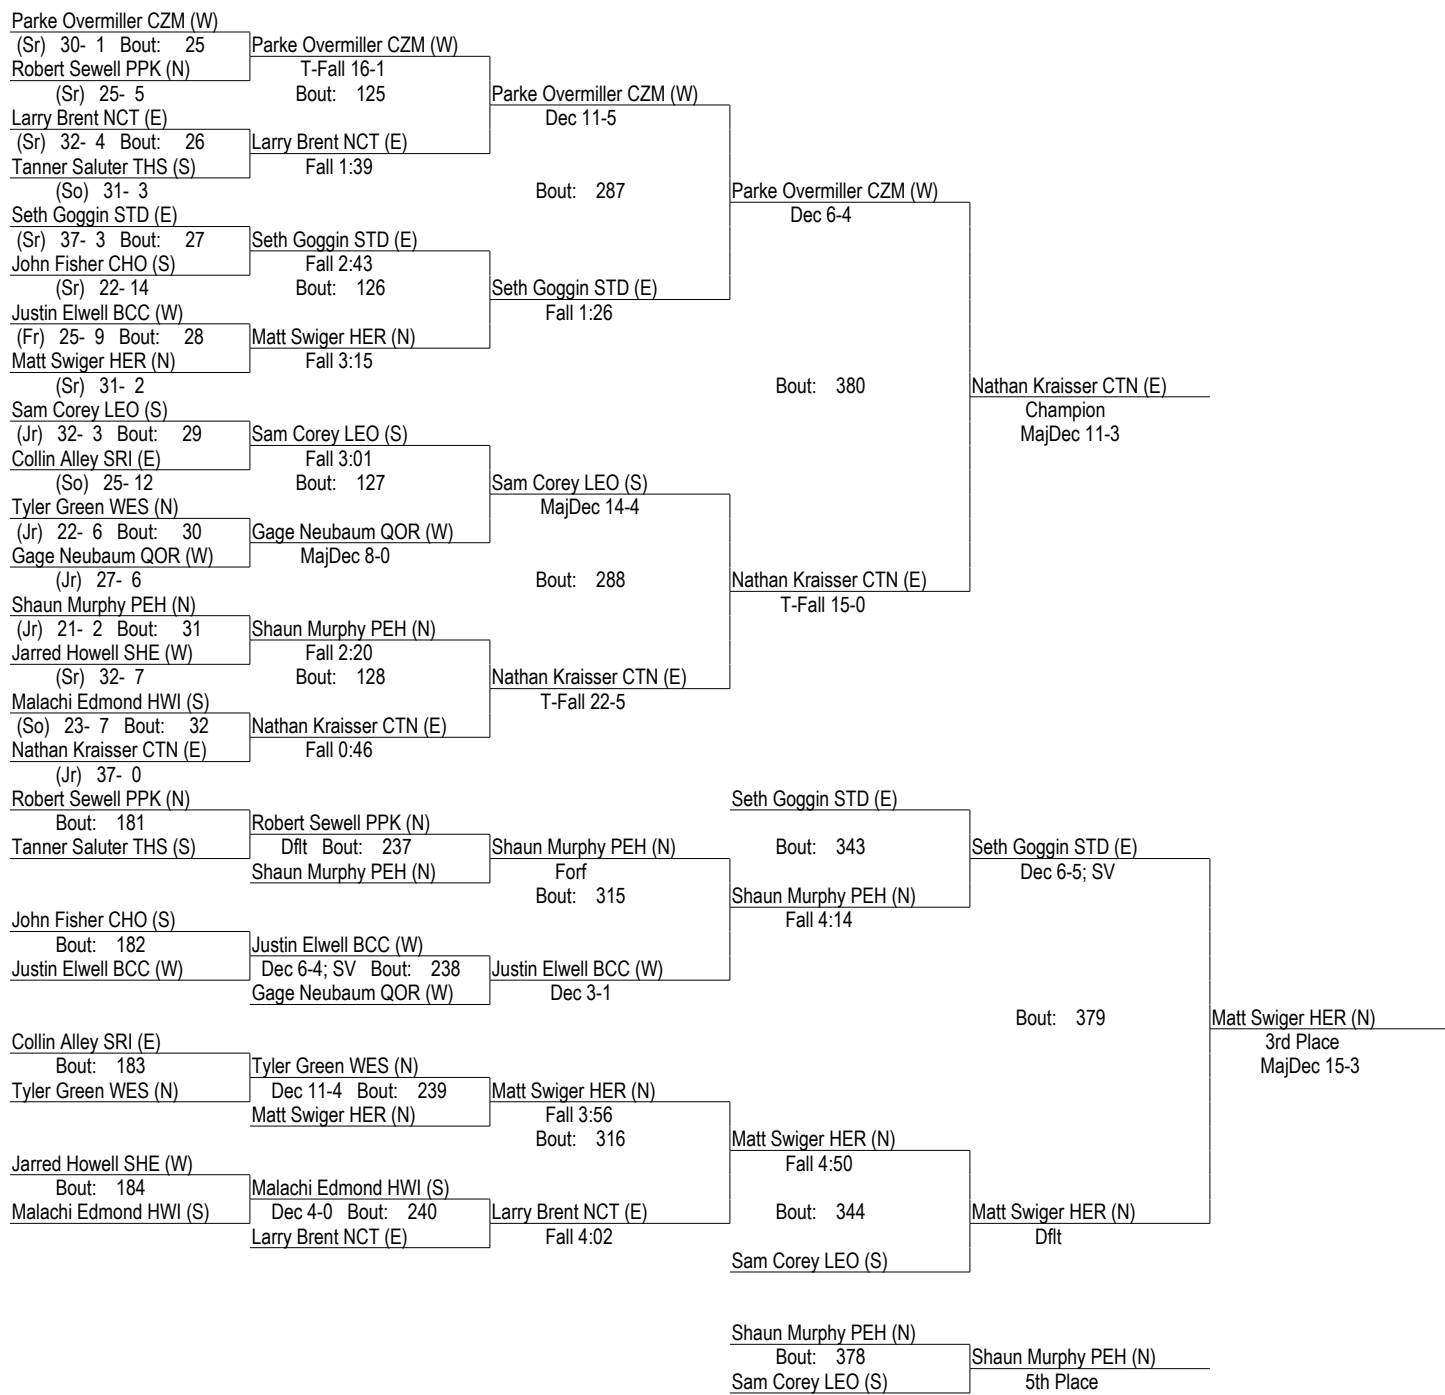 Parke Overmiller CZM (W)
(Sr) 30- 1 Bout: 25
Robert Sewell PPK (N)
(Sr) 25- 5
Larry Brent NCT (E)
(Sr) 32- 4 Bout: 26
Tanner Saluter THS (S)
(So) 31- 3
Seth Goggin STD (E)
(Sr) 37- 3 Bout: 27
John Fisher CHO (S)
(Sr) 22- 14
Justin Elwell BCC (W)
(Fr) 25- 9 Bout: 28
Matt Swiger HER (N)
(Sr) 31- 2
Sam Corey LEO (S)
(Jr) 32- 3 Bout: 29
Collin Alley SRI (E)
(So) 25- 12
Tyler Green WES (N)
(Jr) 22- 6 Bout: 30
Gage Neubaum QOR (W)
(Jr) 27- 6
Shaun Murphy PEH (N)
(Jr) 21- 2 Bout: 31
Jarred Howell SHE (W)
(Sr) 32- 7
Malachi Edmond HWI (S)
(So) 23- 7 Bout: 32
Nathan Kraisser CTN (E)
(Jr) 37- 0
Parke Overmiller CZM (W)
T-Fall 16-1
Bout: 125
Larry Brent NCT (E)
Fall 1:39
Seth Goggin STD (E)
Fall 2:43
Bout: 126
Matt Swiger HER (N)
Fall 3:15
Sam Corey LEO (S)
Fall 3:01
Bout: 127
Gage Neubaum QOR (W)
MajDec 8-0
Shaun Murphy PEH (N)
Fall 2:20
Bout: 128
Nathan Kraisser CTN (E)
Fall 0:46
Parke Overmiller CZM (W)
Dec 11-5
Bout: 287
Seth Goggin STD (E)
Fall 1:26
Sam Corey LEO (S)
MajDec 14-4
Bout: 288
Nathan Kraisser CTN (E)
T-Fall 22-5
Parke Overmiller CZM (W)
Dec 6-4
Bout: 380
Nathan Kraisser CTN (E)
T-Fall 15-0
Nathan Kraisser CTN (E)
Champion
MajDec 11-3
Robert Sewell PPK (N)
Bout: 181
Tanner Saluter THS (S)
John Fisher CHO (S)
Bout: 182
Justin Elwell BCC (W)
Collin Alley SRI (E)
Bout: 183
Tyler Green WES (N)
Jarred Howell SHE (W)
Bout: 184
Malachi Edmond HWI (S)
Robert Sewell PPK (N)
Dflt Bout: 237
Shaun Murphy PEH (N)
Justin Elwell BCC (W)
Dec 6-4; SV Bout: 238
Gage Neubaum QOR (W)
Tyler Green WES (N)
Dec 11-4 Bout: 239
Matt Swiger HER (N)
Malachi Edmond HWI (S)
Dec 4-0 Bout: 240
Larry Brent NCT (E)
Shaun Murphy PEH (N)
Forf
Bout: 315
Justin Elwell BCC (W)
Dec 3-1
Matt Swiger HER (N)
Fall 3:56
Bout: 316
Larry Brent NCT (E)
Fall 4:02
Seth Goggin STD (E)
Bout: 343
Shaun Murphy PEH (N)
Fall 4:14
Matt Swiger HER (N)
Fall 4:50
Bout: 344
Sam Corey LEO (S)
Seth Goggin STD (E)
Dec 6-5; SV
Bout: 379
Matt Swiger HER (N)
Dflt
Matt Swiger HER (N)
3rd Place
MajDec 15-3
Shaun Murphy PEH (N)
Bout: 378
Sam Corey LEO (S)
Shaun Murphy PEH (N)
5th Place